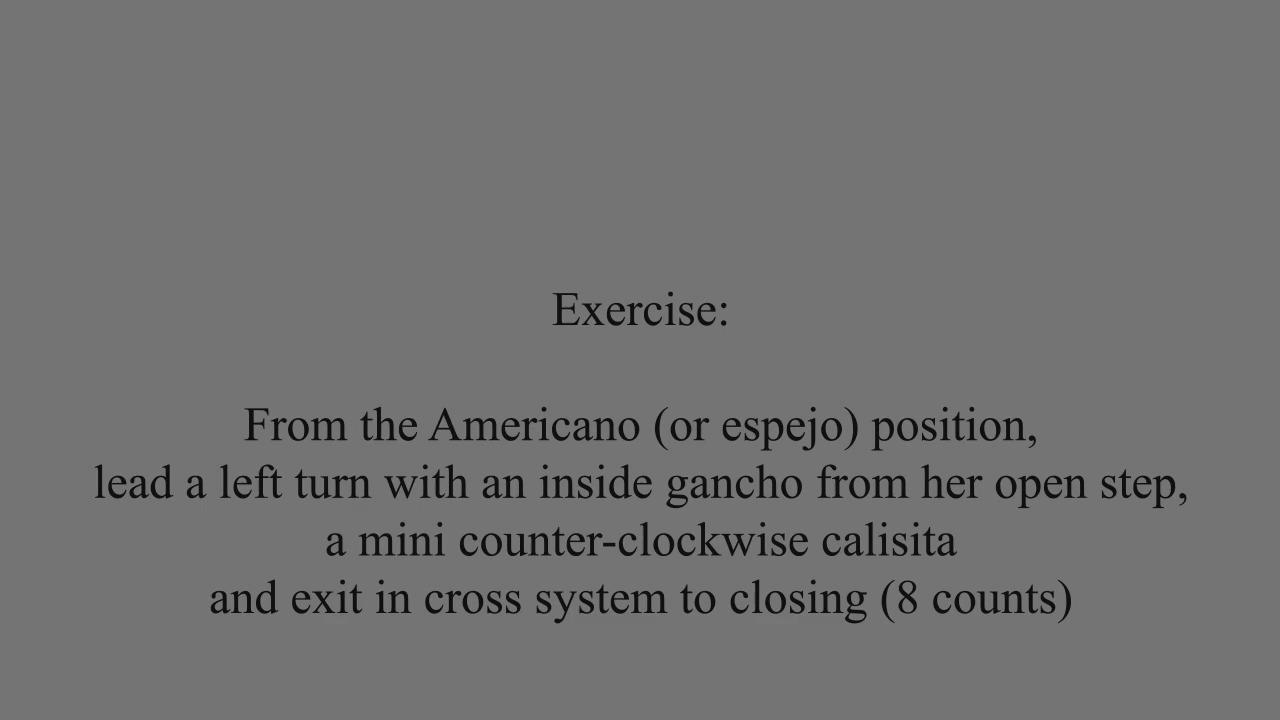 Exercise:
From the Americano (or espejo) position,
lead a left turn with an inside gancho from her open step,
a mini counter-clockwise calisita
and exit in cross system to closing (8 counts)